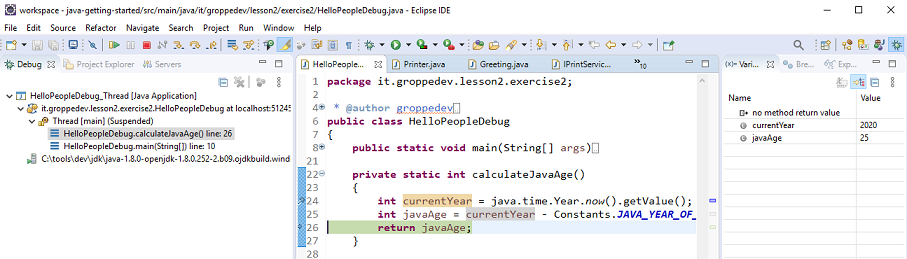 workspace - java-getting-started/src/main/java/it/groppedev/lesson2/exercise2/HelloPeopleDebug.java - Eclipse IDE
File Edit Source Refactor Navigate Search Project Run Window Help
Debug Project Explorer Servers
HelloPeopleDebug_Thread [Java Application]
it.groppedev.lesson2.exercise2.HelloPeopleDebug at localhost:51245
Thread [main] (Suspended)
HelloPeopleDebug.calculateJavaAge() line: 26
HelloPeopleDebug.main(String[]) line: 10
C:\tools\dev\jdk\java-1.8.0-openjdk-1.8.0.252-2.b09.ojdkbuild.wind
HelloPeople... Printer.java Greeting.java IPrintServic... »10
1 package it.groppedev.lesson2.exercise2;
2
4 * @author groppedev
6 public class HelloPeopleDebug
7 {
8 public static void main(String[] args)
21
22 private static int calculateJavaAge()
23 {
24 int currentYear = java.time.Year.now().getValue();
25 int javaAge = currentYear - Constants.JAVA_YEAR_OF_
26 return javaAge;
27 }
28
(x)= Vari... Bre... Exp...
Name Value
no method return value
currentYear 2020
javaAge 25